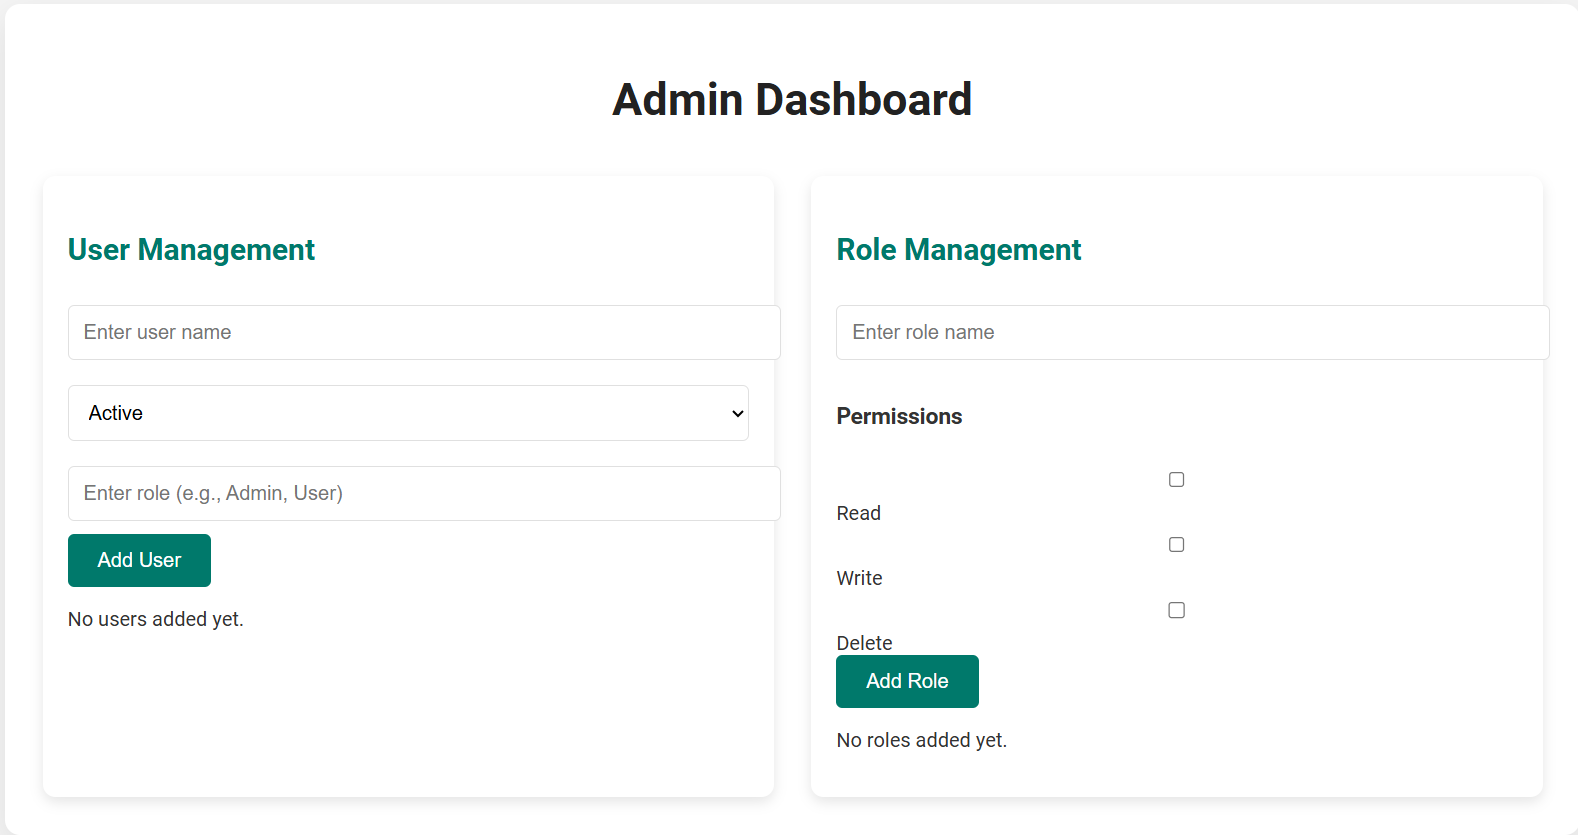 Admin Dashboard
User Management
Enter user name
Active
Enter role (e.g., Admin, User)
Add User
No users added yet.
Role Management
Enter role name
Permissions
Read
Write
Delete
Add Role
No roles added yet.